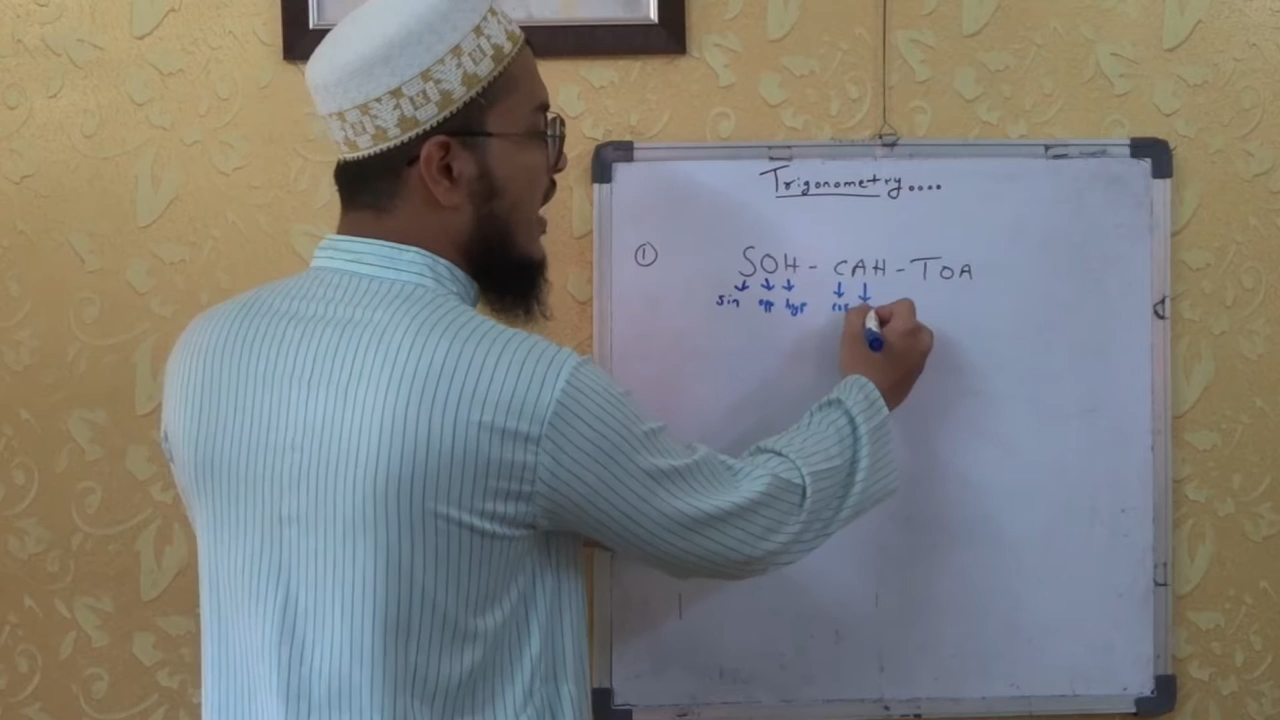 Trigonometry....
① SOH - CAH - TOA
sin opp hyp cos